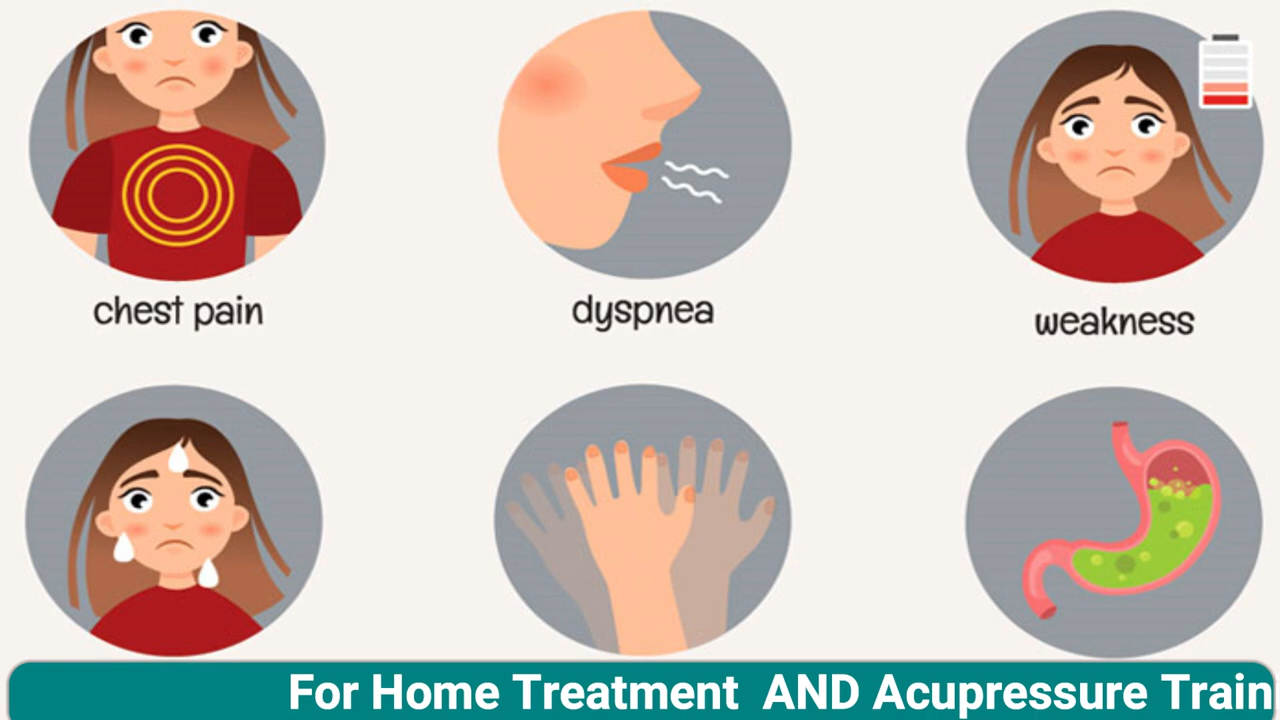 chest pain
dyspnea
weakness
For Home Treatment  AND Acupressure Train